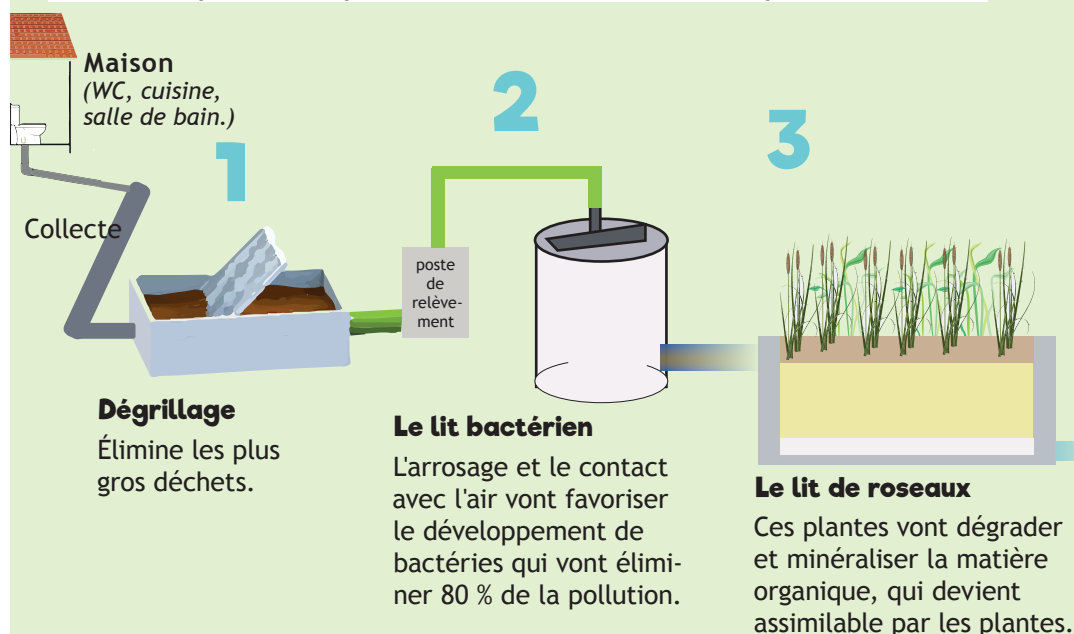 Maison
(WC, cuisine,
salle de bain.)
Collecte
1
Dégrillage
Élimine les plus
gros déchets.
poste
de
relève-
ment
2
Le lit bactérien
L'arrosage et le contact
avec l'air vont favoriser
le développement de
bactéries qui vont élimi-
ner 80 % de la pollution.
3
Le lit de roseaux
Ces plantes vont dégrader
et minéraliser la matière
organique, qui devient
assimilable par les plantes.